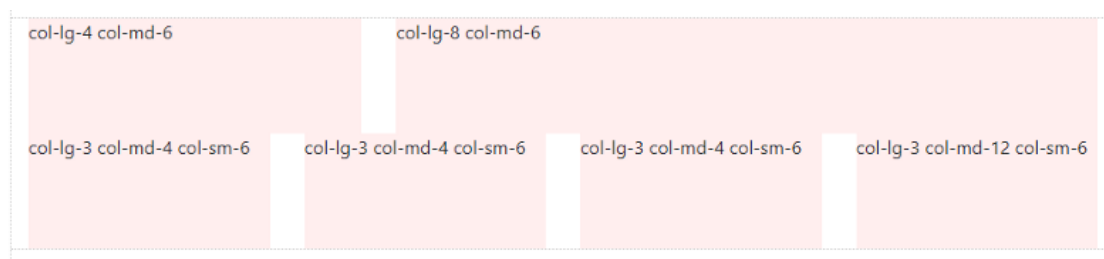 col-lg-4 col-md-6
col-lg-8 col-md-6
col-lg-3 col-md-4 col-sm-6
col-lg-3 col-md-4 col-sm-6
col-lg-3 col-md-4 col-sm-6
col-lg-3 col-md-12 col-sm-6